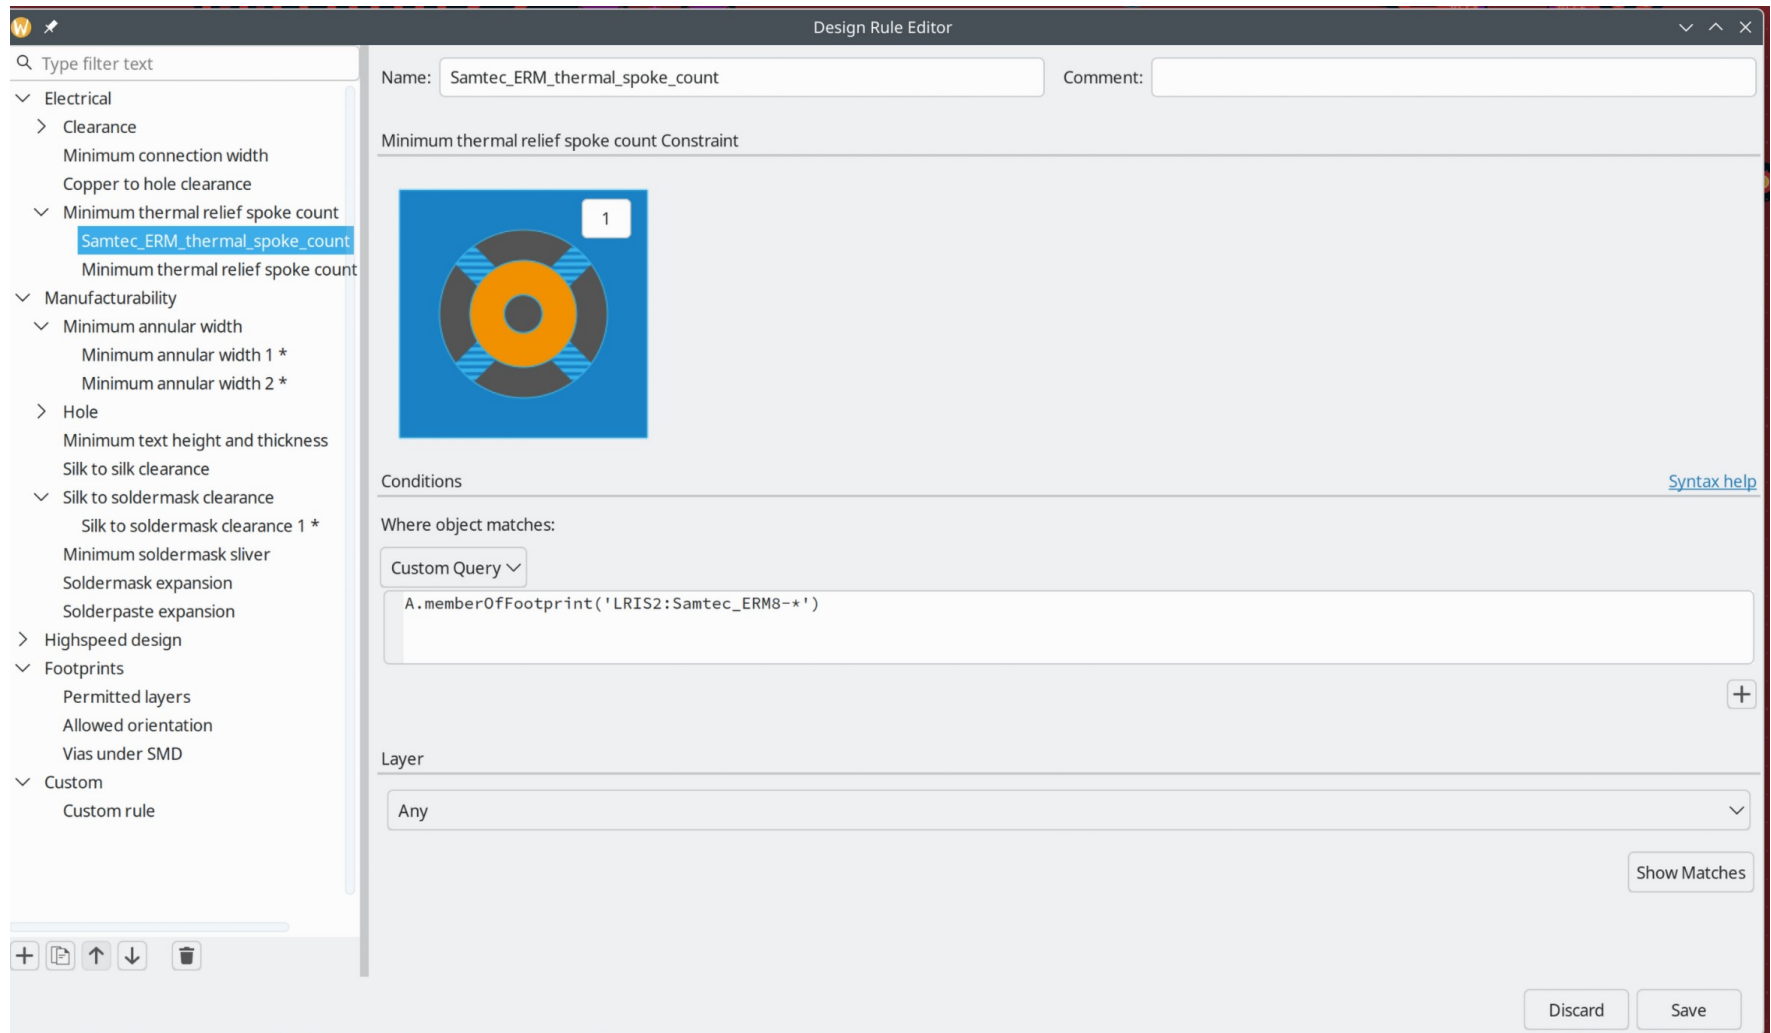 Design Rule Editor
Type filter text
Electrical
Clearance
Minimum connection width
Copper to hole clearance
Minimum thermal relief spoke count
Samtec_ERM_thermal_spoke_count
Minimum thermal relief spoke count
Manufacturability
Minimum annular width
Minimum annular width 1 *
Minimum annular width 2 *
Hole
Minimum text height and thickness
Silk to silk clearance
Silk to soldermask clearance
Silk to soldermask clearance 1 *
Minimum soldermask sliver
Soldermask expansion
Solderpaste expansion
Highspeed design
Footprints
Permitted layers
Allowed orientation
Vias under SMD
Custom
Custom rule
Name: Samtec_ERM_thermal_spoke_count Comment:
Minimum thermal relief spoke count Constraint
1
Conditions Syntax help
Where object matches:
Custom Query
A.memberOfFootprint('LRIS2:Samtec_ERM8-*')
Layer
Any
Show Matches
Discard Save